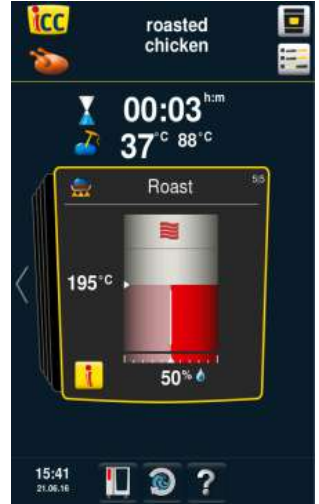 icc
roasted
chicken
00:03 h:m
37°C 88°C
Roast
5|5
195°C
i
50%
15:41
21.06.16
?